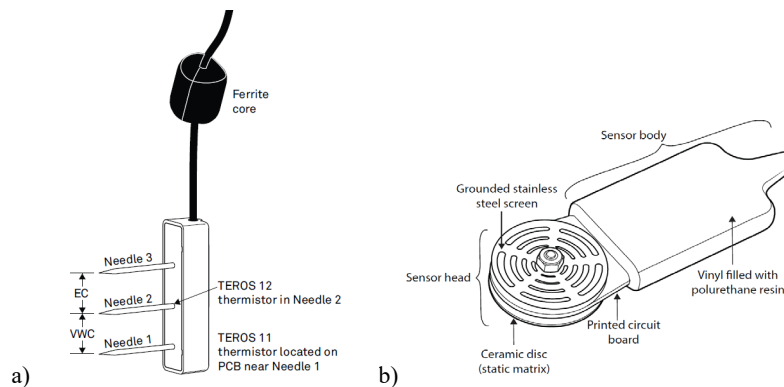 Ferrite
core
Needle 3
EC
Needle 2
VWC
Needle 1
TEROS 12
thermistor in Needle 2
TEROS 11
thermistor located on
PCB near Needle 1
a)
Sensor body
Grounded stainless
steel screen
Sensor head
Vinyl filled with
polurethane resin
Printed circuit
board
Ceramic disc
(static matrix)
b)